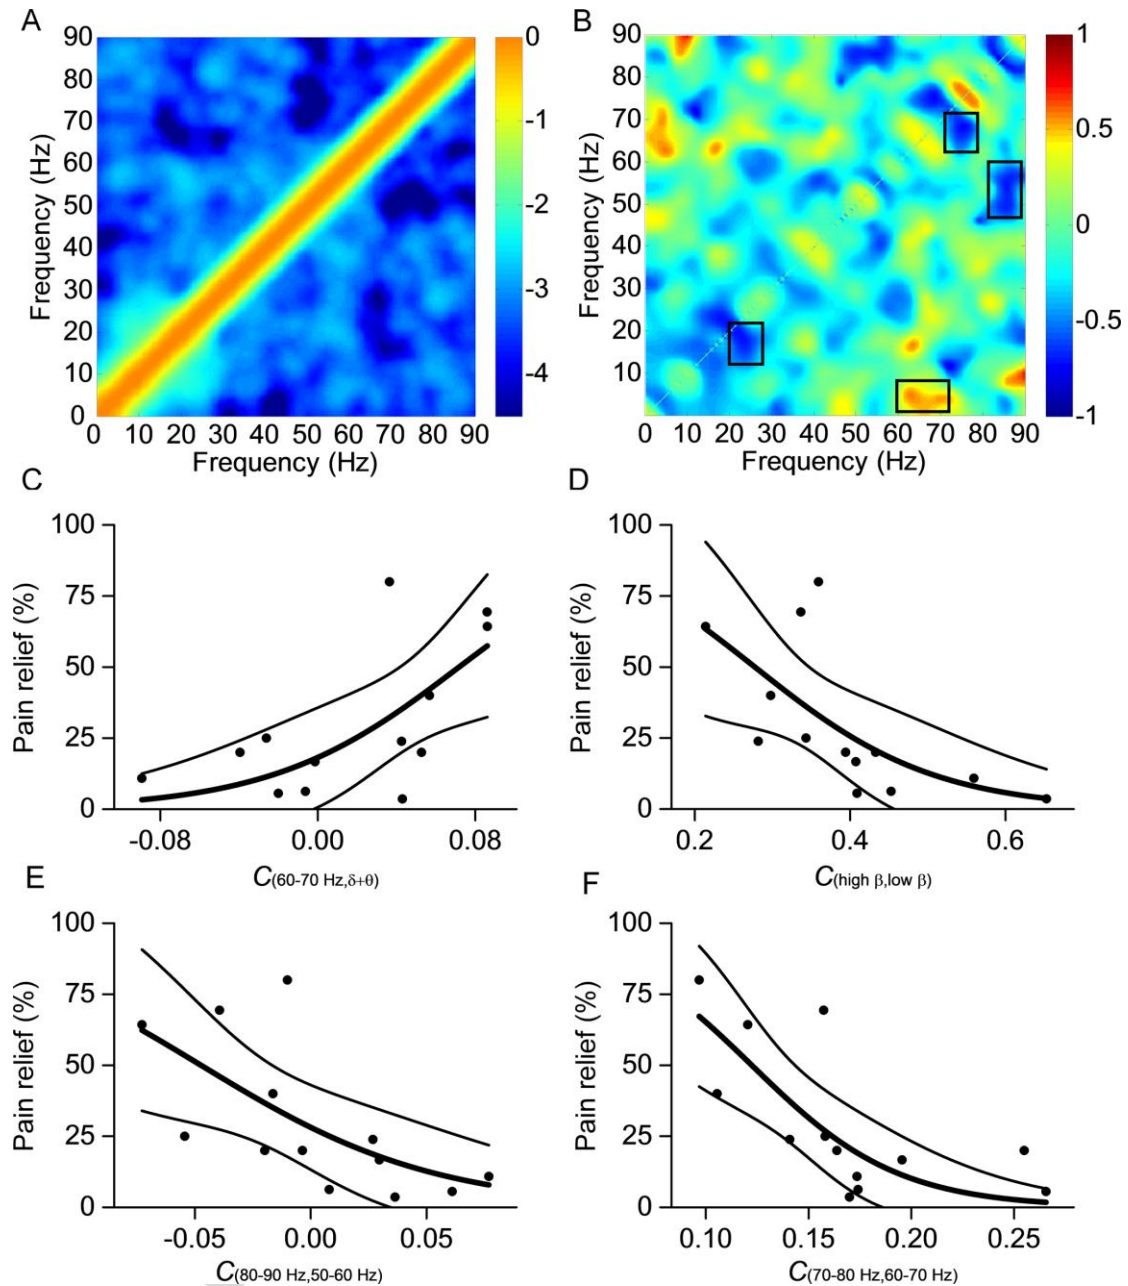 A
B
90
80
70
60
50
40
30
20
10
0
Frequency (Hz)
0 10 20 30 40 50 60 70 80 90
Frequency (Hz)
0
-1
-2
-3
-4
90
80
70
60
50
40
30
20
10
Frequency (Hz)
0 10 20 30 40 50 60 70 80 90
Frequency (Hz)
1
0.5
0
-0.5
-1
C
100
75
50
25
0
Pain relief (%)
-0.08 0.00 0.08
C(60-70 Hz,δ+θ)
D
100
75
50
25
0
Pain relief (%)
0.2 0.4 0.6
C(high β,low β)
E
100
75
50
25
0
Pain relief (%)
-0.05 0.00 0.05
C(80-90 Hz,50-60 Hz)
F
100
75
50
25
0
Pain relief (%)
0.10 0.15 0.20 0.25
C(70-80 Hz,60-70 Hz)